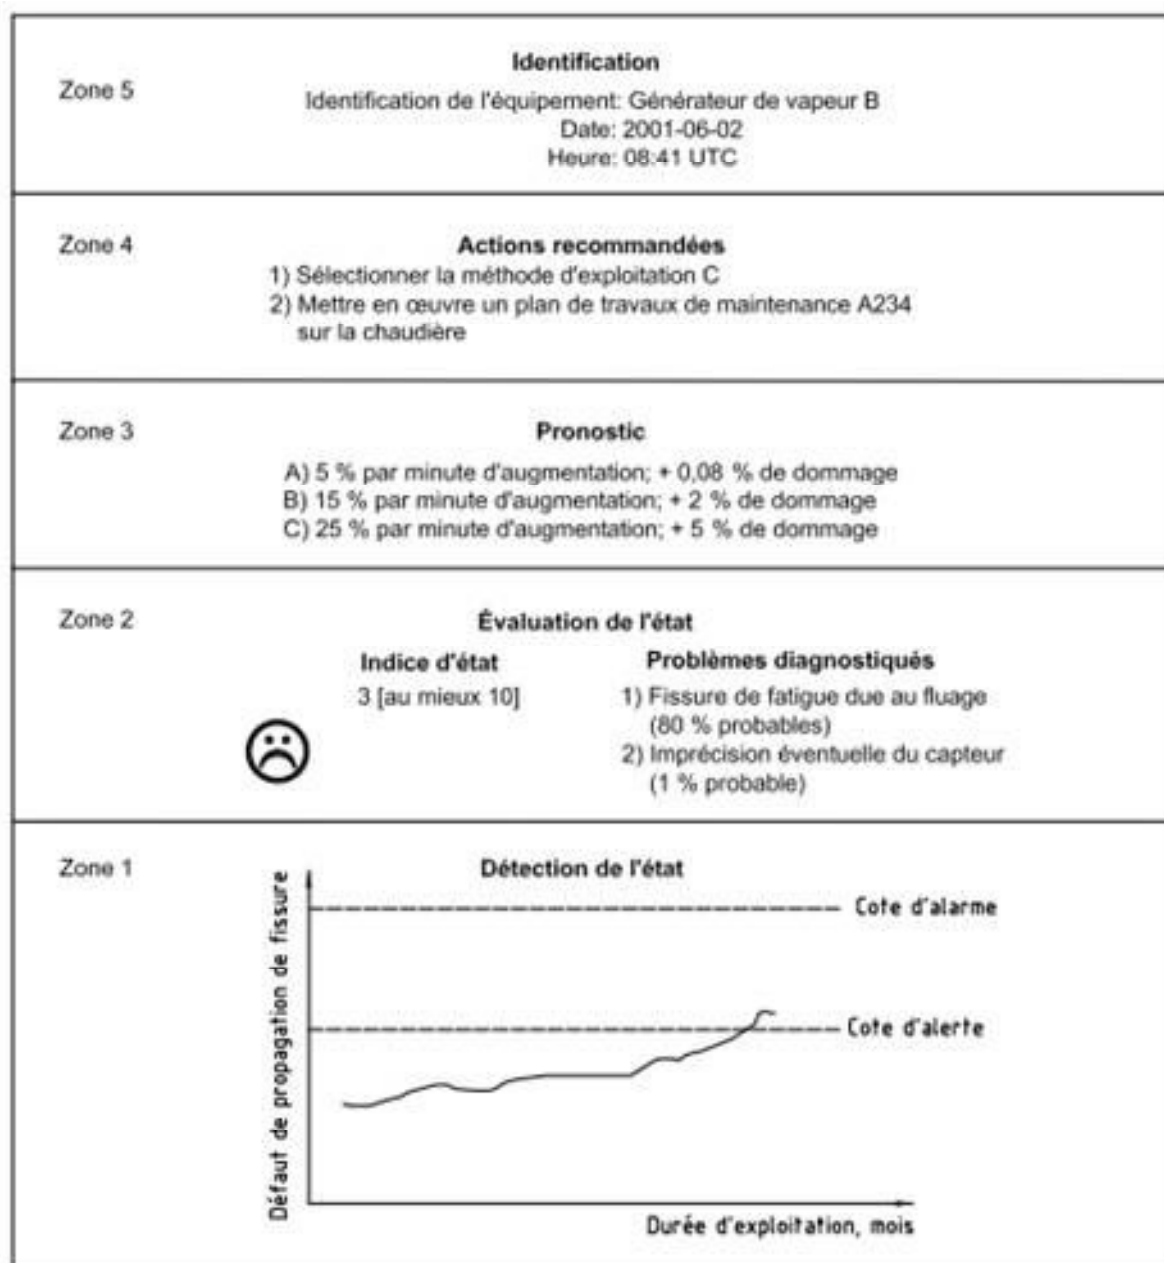 Zone 5
Identification
Identification de l'équipement: Générateur de vapeur B
Date: 2001-06-02
Heure: 08:41 UTC
Zone 4
Actions recommandées
1) Sélectionner la méthode d'exploitation C
2) Mettre en œuvre un plan de travaux de maintenance A234
sur la chaudière
Zone 3
Pronostic
A) 5 % par minute d'augmentation; + 0,08 % de dommage
B) 15 % par minute d'augmentation; + 2 % de dommage
C) 25 % par minute d'augmentation; + 5 % de dommage
Zone 2
Évaluation de l'état
Indice d'état
3 [au mieux 10]
Problèmes diagnostiqués
1) Fissure de fatigue due au fluage
(80 % probables)
2) Imprécision éventuelle du capteur
(1 % probable)
Zone 1
Détection de l'état
Défaut de propagation de fissure
Cote d'alarme
Cote d'alerte
Durée d'exploitation, mois